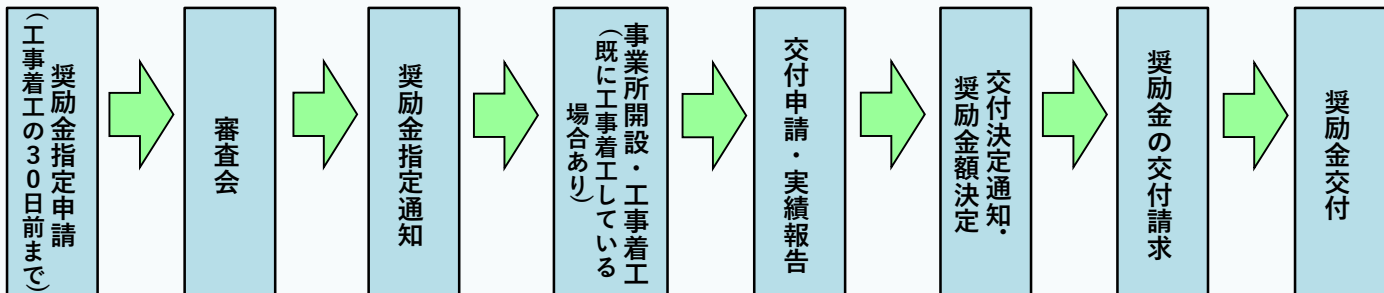 奨励金指定申請
(工事着工の30日前まで)
審査会
奨励金指定通知
事業所開設・工事着工
(既に工事着工している
場合あり)
交付申請・実績報告
交付決定通知・
奨励金額決定
奨励金の交付請求
奨励金交付